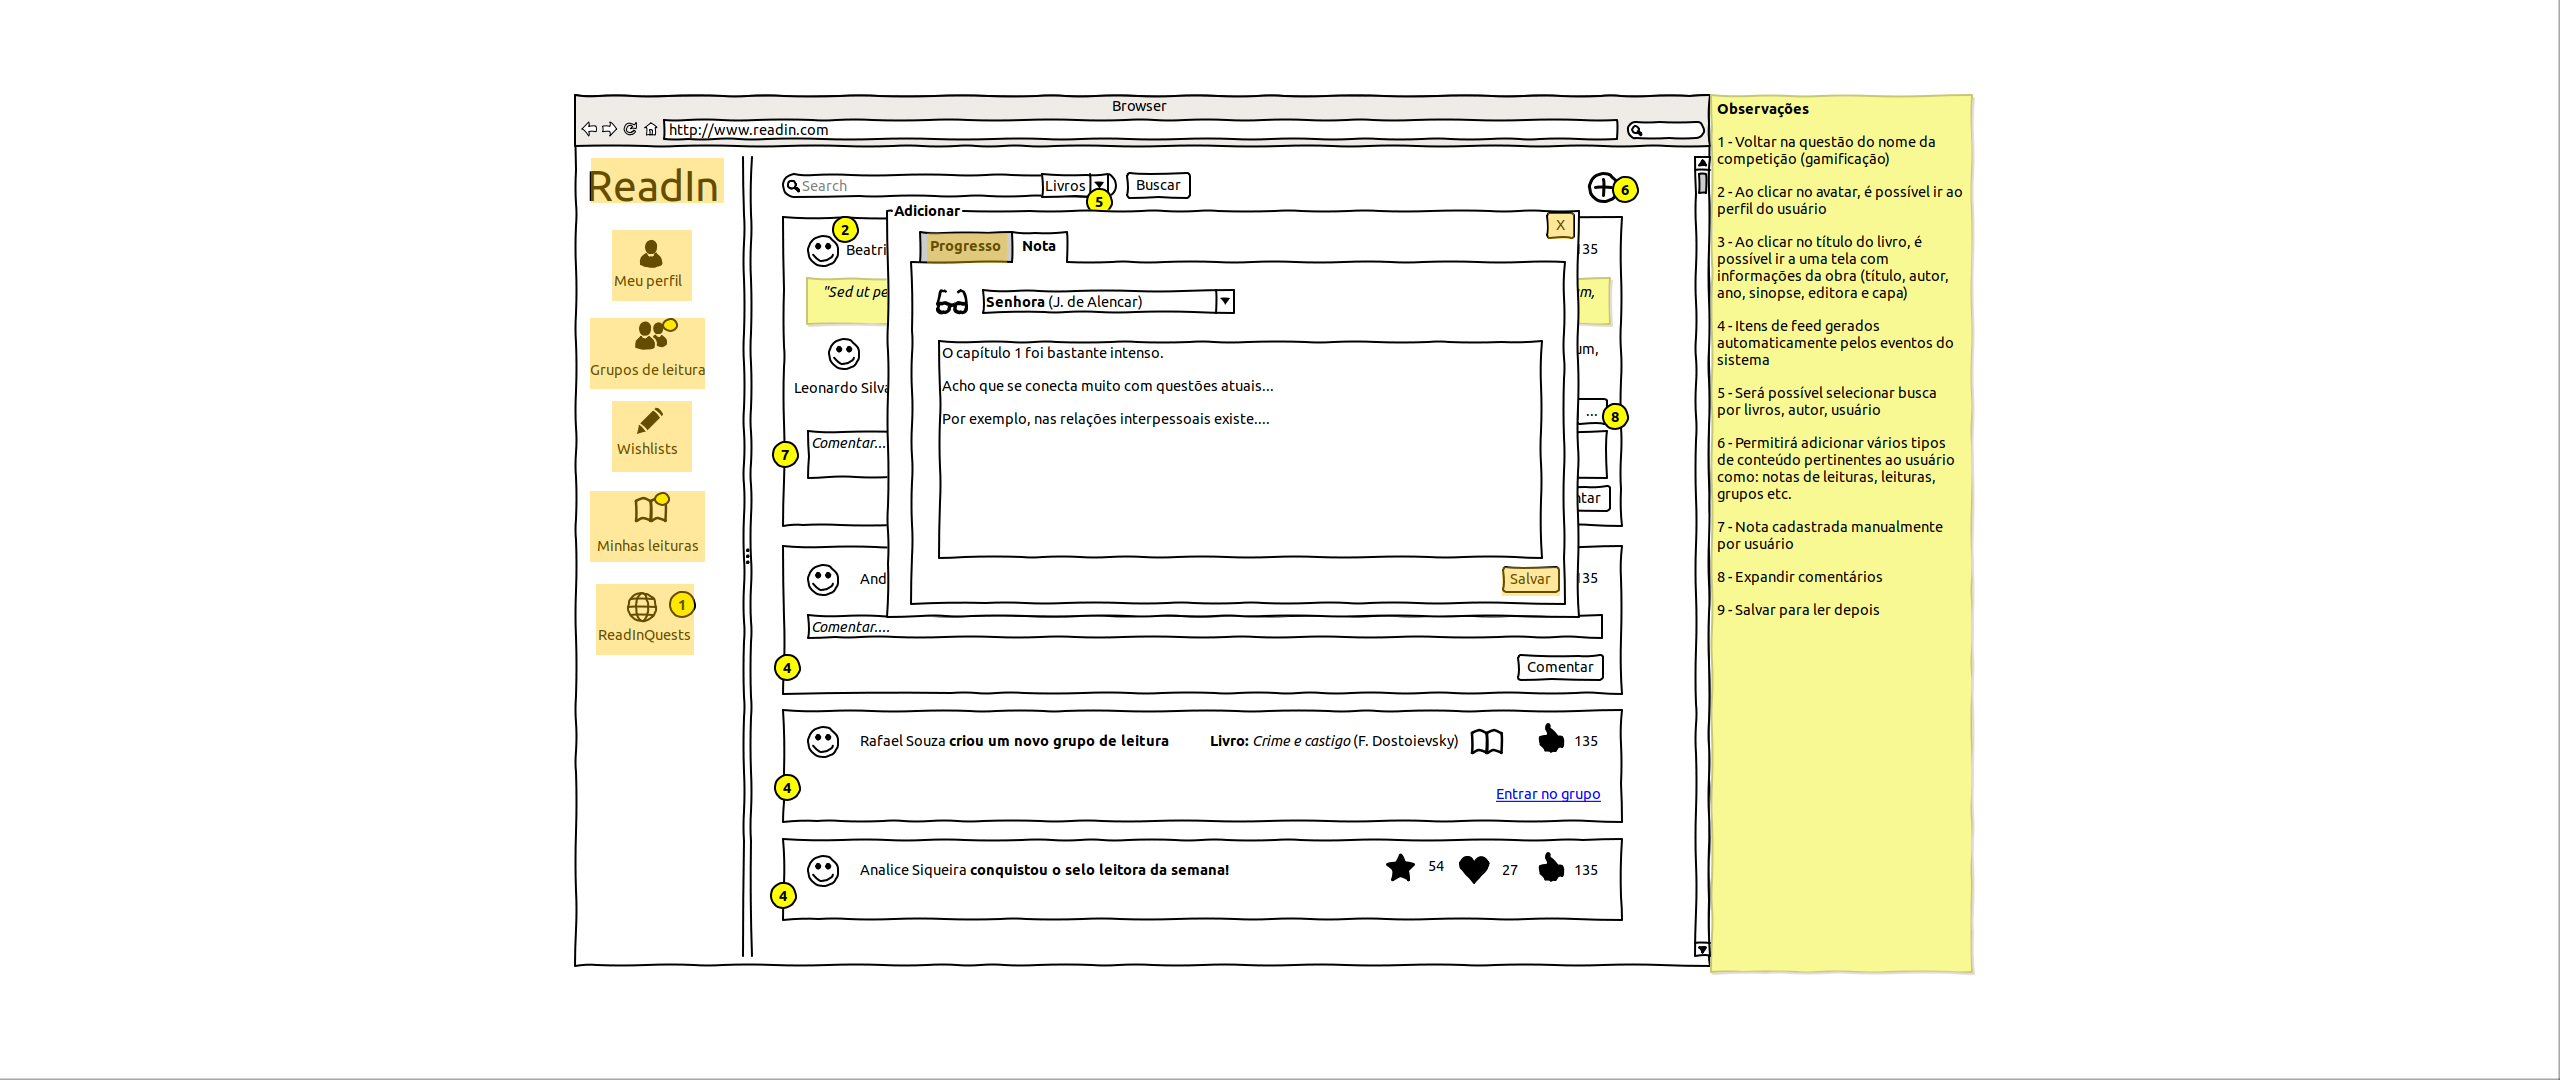 Browser
http://www.readin.com
ReadIn
Meu perfil
Grupos de leitura
Wishlists
Minhas leituras
1
ReadInQuests
Search
Livros
Buscar
5
6
Adicionar
X
Progresso
Nota
Senhora (J. de Alencar)
O capítulo 1 foi bastante intenso.
Acho que se conecta muito com questões atuais...
Por exemplo, nas relações interpessoais existe....
Salvar
2
Beatri
135
"Sed ut pe
m,
um,
Leonardo Silva
...
8
7
Comentar...
ntar
And
135
Comentar....
4
Comentar
Rafael Souza criou um novo grupo de leitura
Livro: Crime e castigo (F. Dostoievsky)
135
4
Entrar no grupo
Analice Siqueira conquistou o selo leitora da semana!
54
27
135
4
Observações
1 - Voltar na questão do nome da
competição (gamificação)
2 - Ao clicar no avatar, é possível ir ao
perfil do usuário
3 - Ao clicar no título do livro, é
possível ir a uma tela com
informações da obra (título, autor,
ano, sinopse, editora e capa)
4 - Itens de feed gerados
automaticamente pelos eventos do
sistema
5 - Será possível selecionar busca
por livros, autor, usuário
6 - Permitirá adicionar vários tipos
de conteúdo pertinentes ao usuário
como: notas de leituras, leituras,
grupos etc.
7 - Nota cadastrada manualmente
por usuário
8 - Expandir comentários
9 - Salvar para ler depois